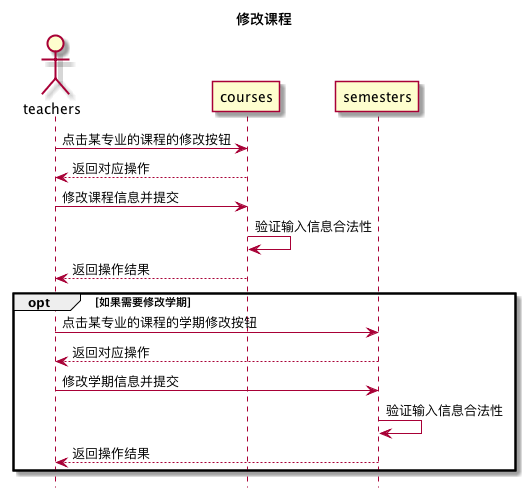 修改课程
teachers
courses
semesters
点击某专业的课程的修改按钮
返回对应操作
修改课程信息并提交
验证输入信息合法性
返回操作结果
opt
[如果需要修改学期]
点击某专业的课程的学期修改按钮
返回对应操作
修改学期信息并提交
验证输入信息合法性
返回操作结果